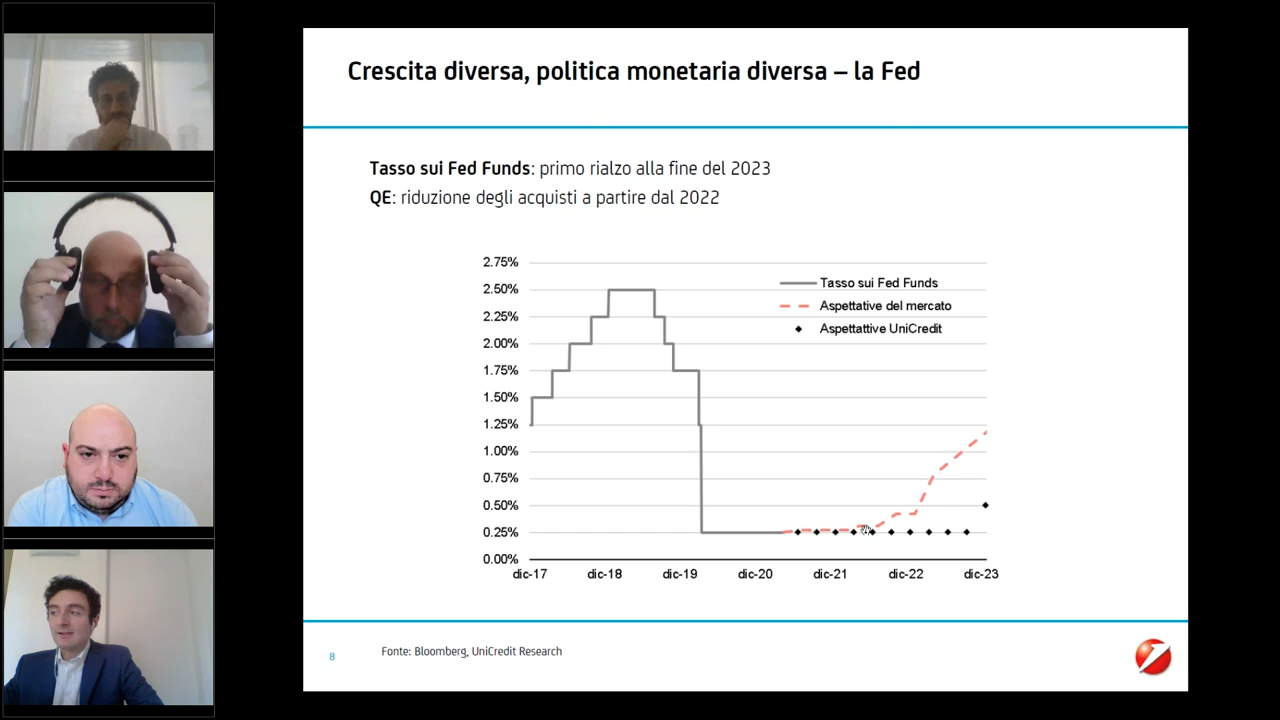 Crescita diversa, politica monetaria diversa – la Fed
Tasso sui Fed Funds: primo rialzo alla fine del 2023
QE: riduzione degli acquisti a partire dal 2022
2.75%
2.50%
2.25%
2.00%
1.75%
1.50%
1.25%
1.00%
0.75%
0.50%
0.25%
0.00%
Tasso sui Fed Funds
Aspettative del mercato
Aspettattive UniCredit
dic-17 dic-18 dic-19 dic-20 dic-21 dic-22 dic-23
8
Fonte: Bloomberg, UniCredit Research